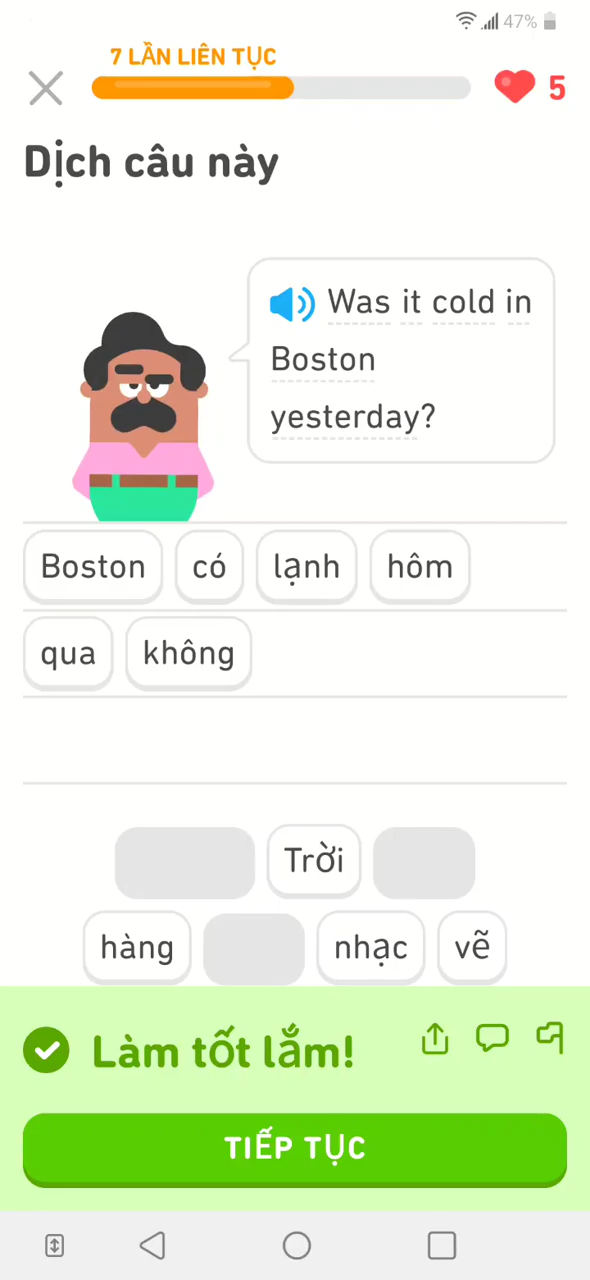 47%
7 LẦN LIÊN TỤC
5
Dịch câu này
Was it cold in
Boston
yesterday?
Boston có lạnh hôm
qua không
Trời
hàng nhạc vẽ
Làm tốt lắm!
TIẾP TỤC